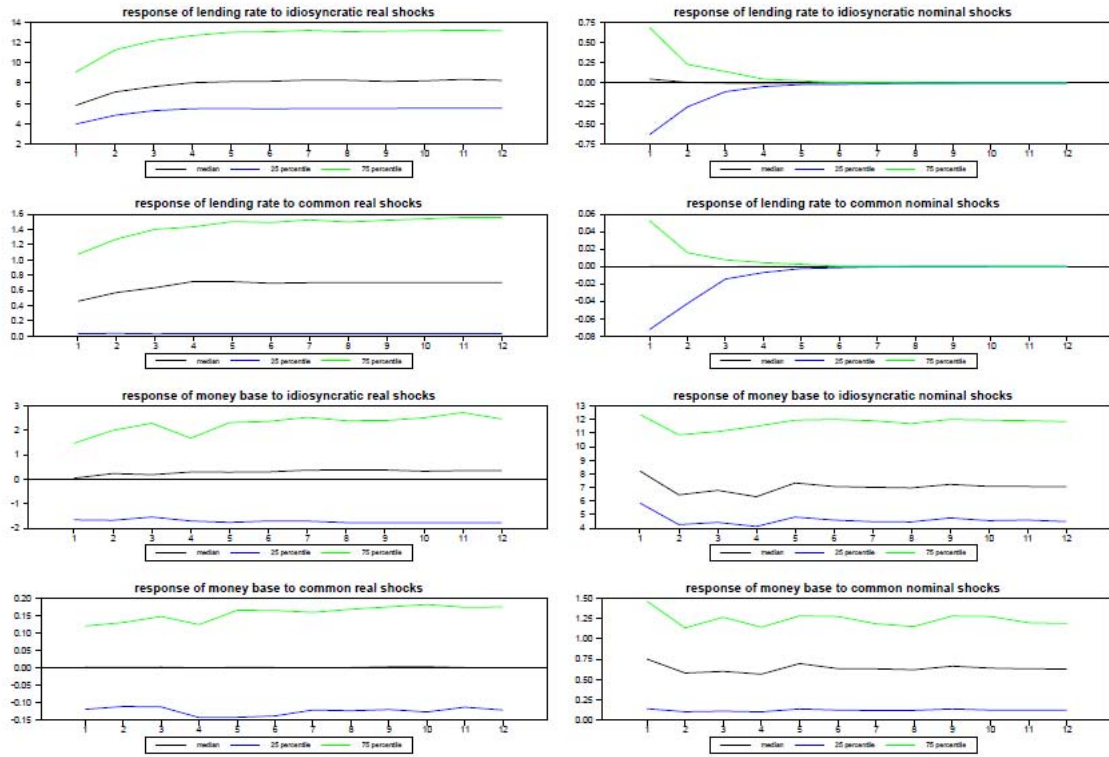 response of lending rate to idiosyncratic real shocks
14
12
10
8
6
4
2
1 2 3 4 5 6 7 8 9 10 11 12
median 25 percentile 75 percentile
response of lending rate to idiosyncratic nominal shocks
0.75
0.50
0.25
0.00
-0.25
-0.50
-0.75
1 2 3 4 5 6 7 8 9 10 11 12
median 25 percentile 75 percentile
response of lending rate to common real shocks
1.6
1.4
1.2
1.0
0.8
0.6
0.4
0.2
0.0
1 2 3 4 5 6 7 8 9 10 11 12
median 25 percentile 75 percentile
response of lending rate to common nominal shocks
0.06
0.04
0.02
0.00
-0.02
-0.04
-0.06
-0.08
1 2 3 4 5 6 7 8 9 10 11 12
median 25 percentile 75 percentile
response of money base to idiosyncratic real shocks
3
2
1
0
-1
-2
1 2 3 4 5 6 7 8 9 10 11 12
median 25 percentile 75 percentile
response of money base to idiosyncratic nominal shocks
13
12
11
10
9
8
7
6
5
4
1 2 3 4 5 6 7 8 9 10 11 12
median 25 percentile 75 percentile
response of money base to common real shocks
0.20
0.15
0.10
0.05
0.00
-0.05
-0.10
-0.15
1 2 3 4 5 6 7 8 9 10 11 12
median 25 percentile 75 percentile
response of money base to common nominal shocks
1.50
1.25
1.00
0.75
0.50
0.25
0.00
1 2 3 4 5 6 7 8 9 10 11 12
median 25 percentile 75 percentile